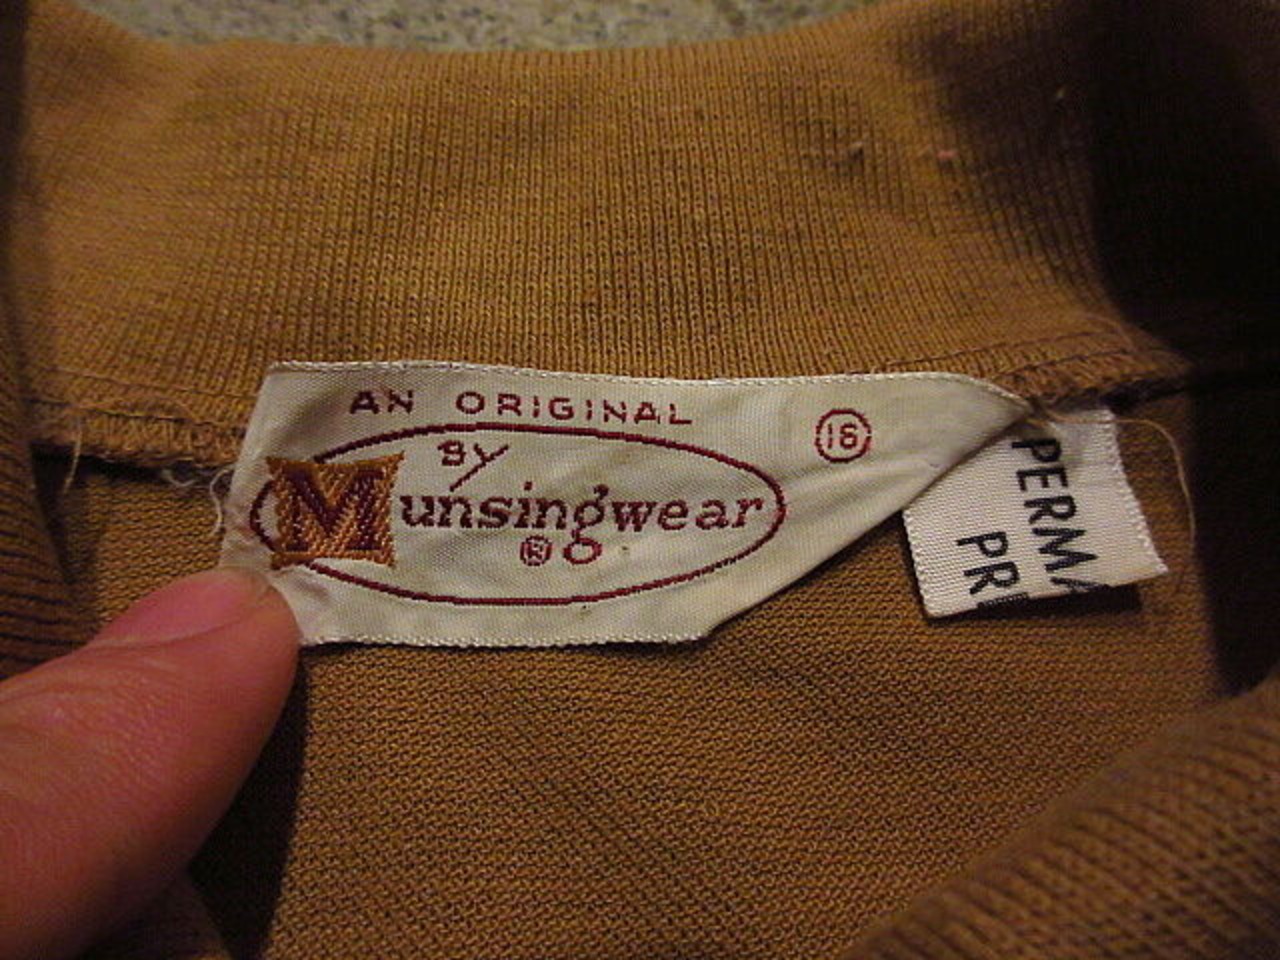 AN ORIGINAL
16
BY
Munsingwear
®
PERMA
PR